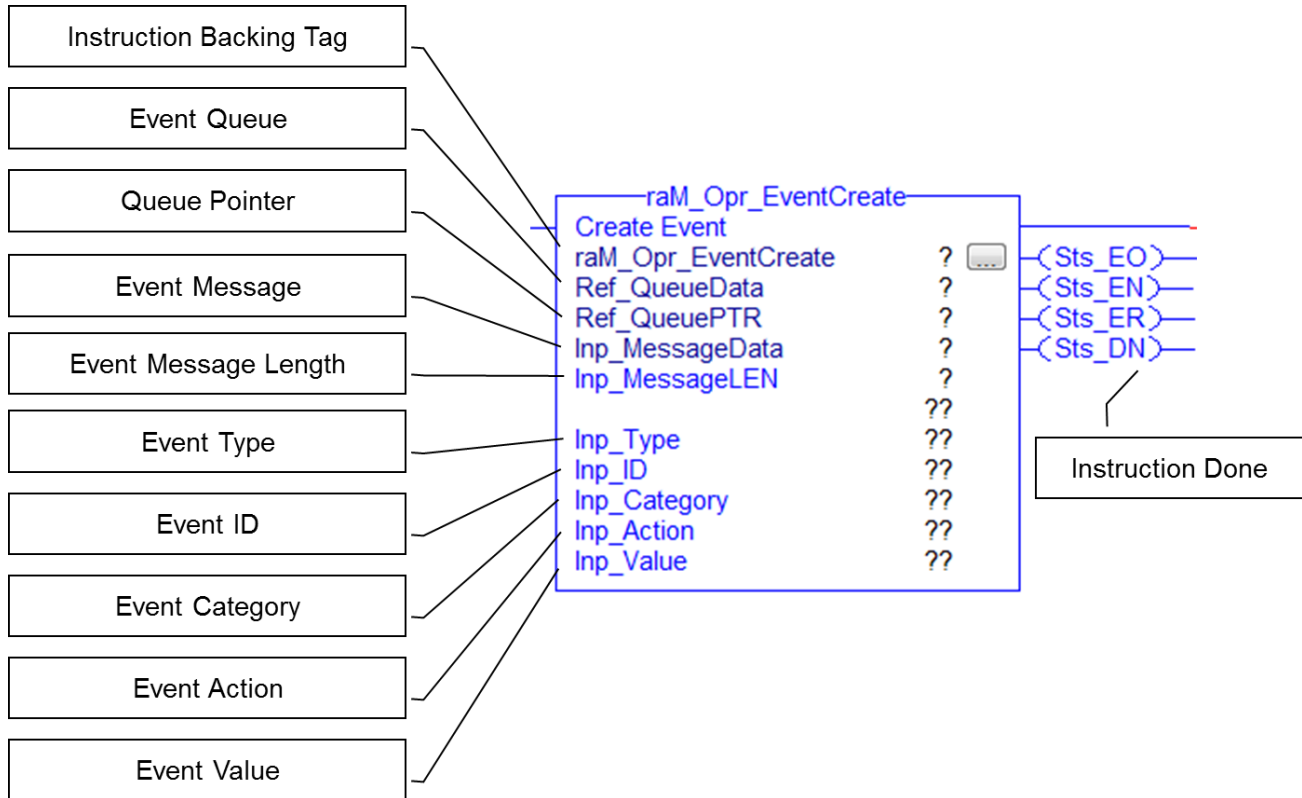 Instruction Backing Tag
Event Queue
Queue Pointer
Event Message
Event Message Length
Event Type
Event ID
Event Category
Event Action
Event Value
raM_Opr_EventCreate
Create Event
raM_Opr_EventCreate ? ... (Sts_EO)
Ref_QueueData ? (Sts_EN)
Ref_QueuePTR ? (Sts_ER)
Inp_MessageData ? (Sts_DN)
Inp_MessageLEN ?
??
Inp_Type ??
Inp_ID ??
Inp_Category ??
Inp_Action ??
Inp_Value ??
Instruction Done